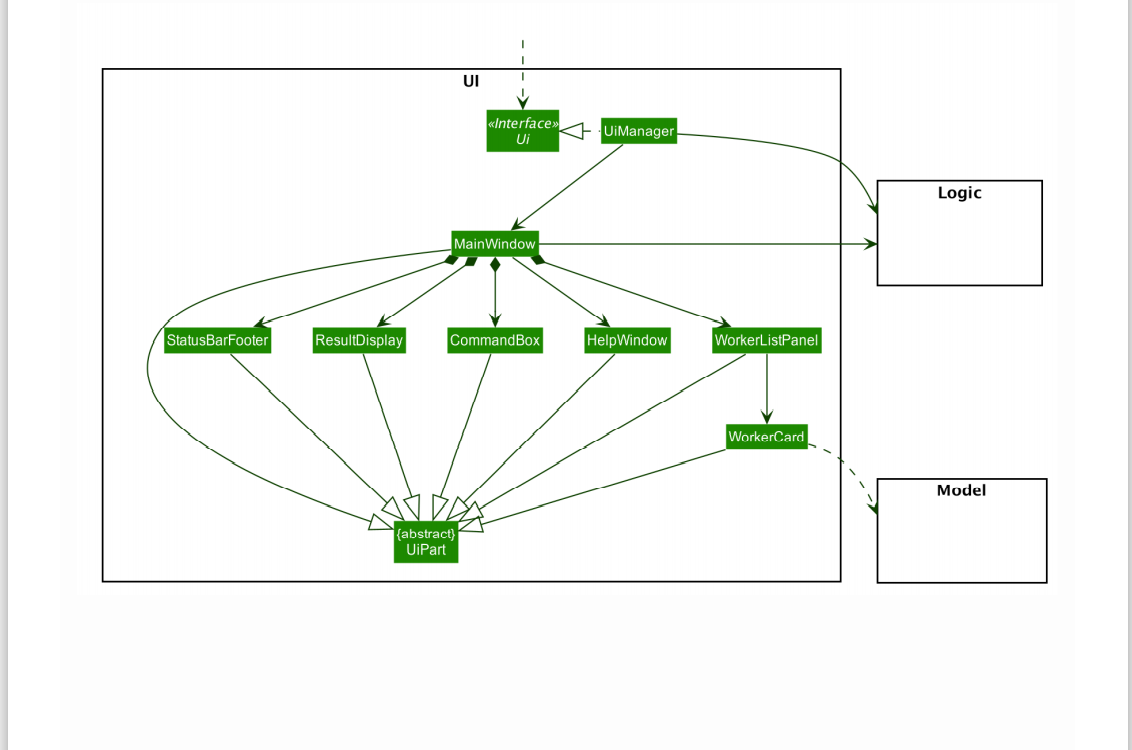 UI
«Interface»
Ui
UiManager
Logic
MainWindow
StatusBarFooter
ResultDisplay
CommandBox
HelpWindow
WorkerListPanel
WorkerCard
Model
{abstract}
UiPart